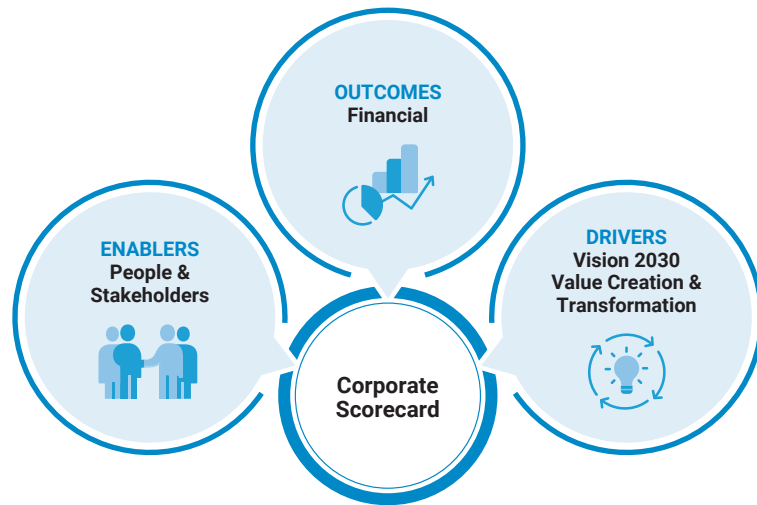 OUTCOMES
Financial
ENABLERS
People &
Stakeholders
DRIVERS
Vision 2030
Value Creation &
Transformation
Corporate
Scorecard